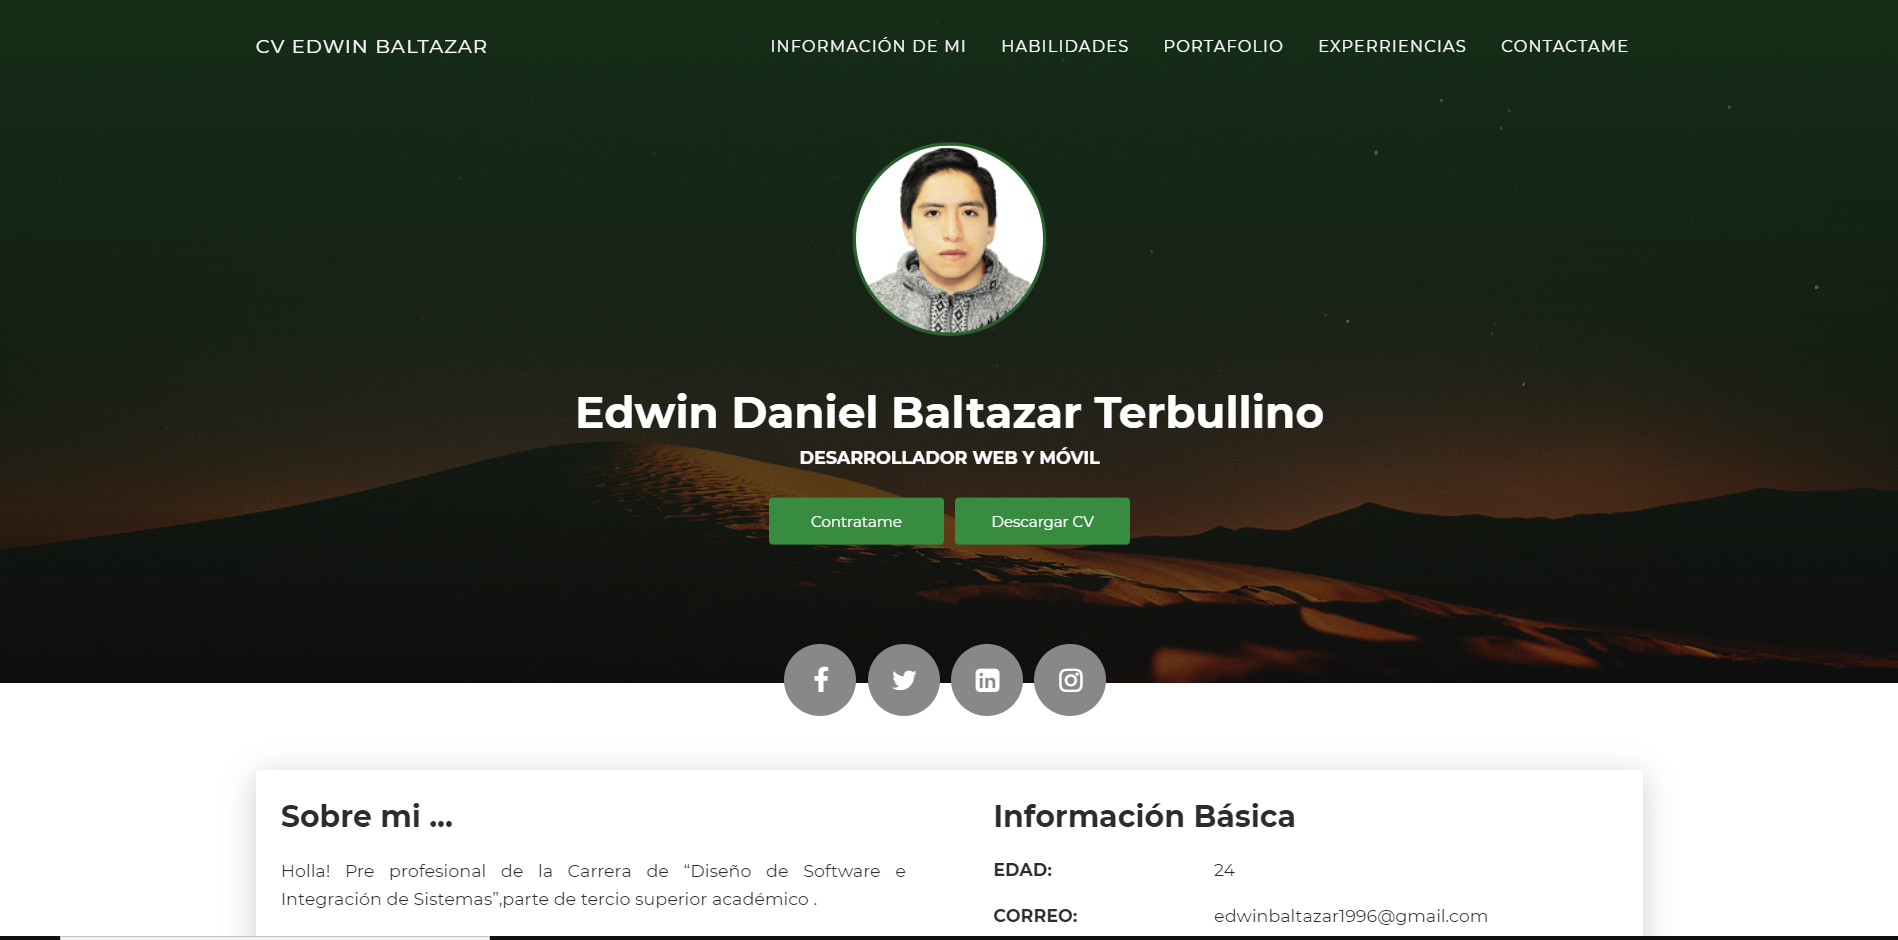 CV EDWIN BALTAZAR
INFORMACIÓN DE MI
HABILIDADES
PORTAFOLIO
EXPERRIENCIAS
CONTACTAME
Edwin Daniel Baltazar Terbullino
DESARROLLADOR WEB Y MÓVIL
Contratame
Descargar CV
Sobre mi ...
Holla! Pre profesional de la Carrera de “Diseño de Software e
Integración de Sistemas”,parte de tercio superior académico .
Información Básica
EDAD: 24
CORREO: edwinbaltazar1996@gmail.com